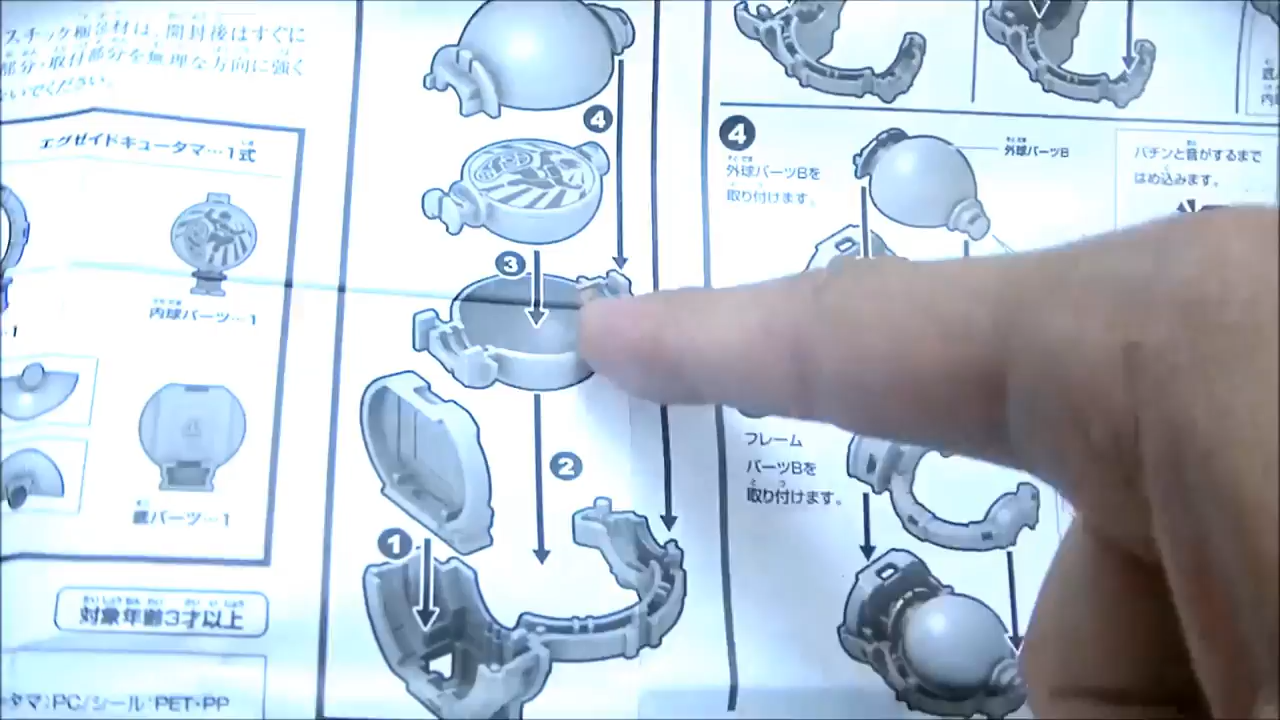 スチック梱包材は、開封後はすぐに
部分・取付部分を無理な方向に強く
ないでください。
エグゼイドキュータマ…1式
内球パーツ…1
…1
底パーツ…1
対象年齢3才以上
タマ:PC/シール:PET・PP
4
3
2
1
4
外球パーツBを
取り付けます。
外球パーツB
パチンと音がするまで
はめ込みます。
フレーム
パーツBを
取り付けます。